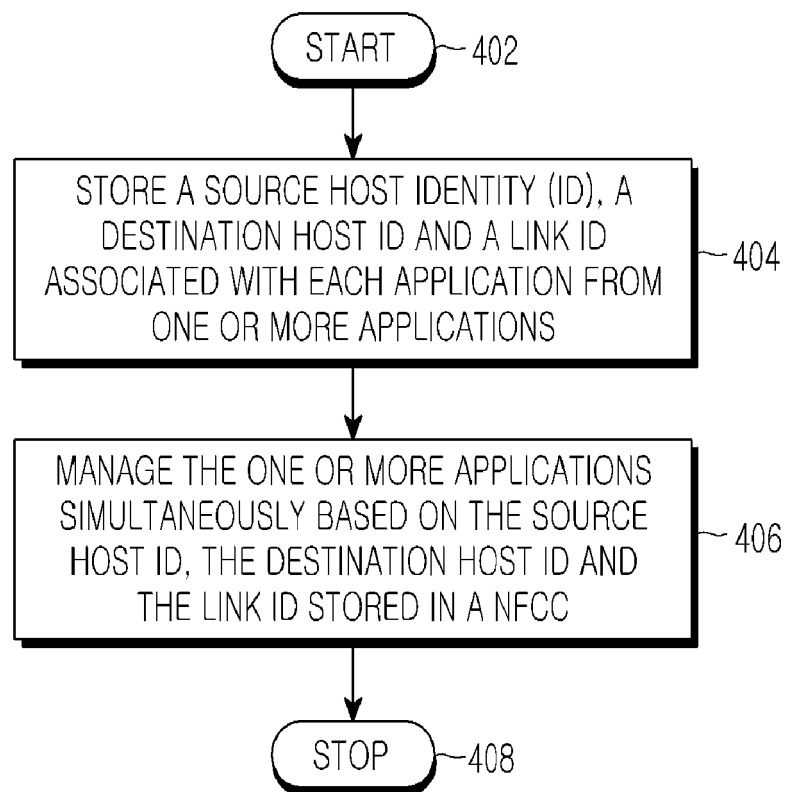 START
402
STORE A SOURCE HOST IDENTITY (ID), A
DESTINATION HOST ID AND A LINK ID
ASSOCIATED WITH EACH APPLICATION FROM
ONE OR MORE APPLICATIONS
404
MANAGE THE ONE OR MORE APPLICATIONS
SIMULTANEOUSLY BASED ON THE SOURCE
HOST ID, THE DESTINATION HOST ID AND
THE LINK ID STORED IN A NFCC
406
STOP
408